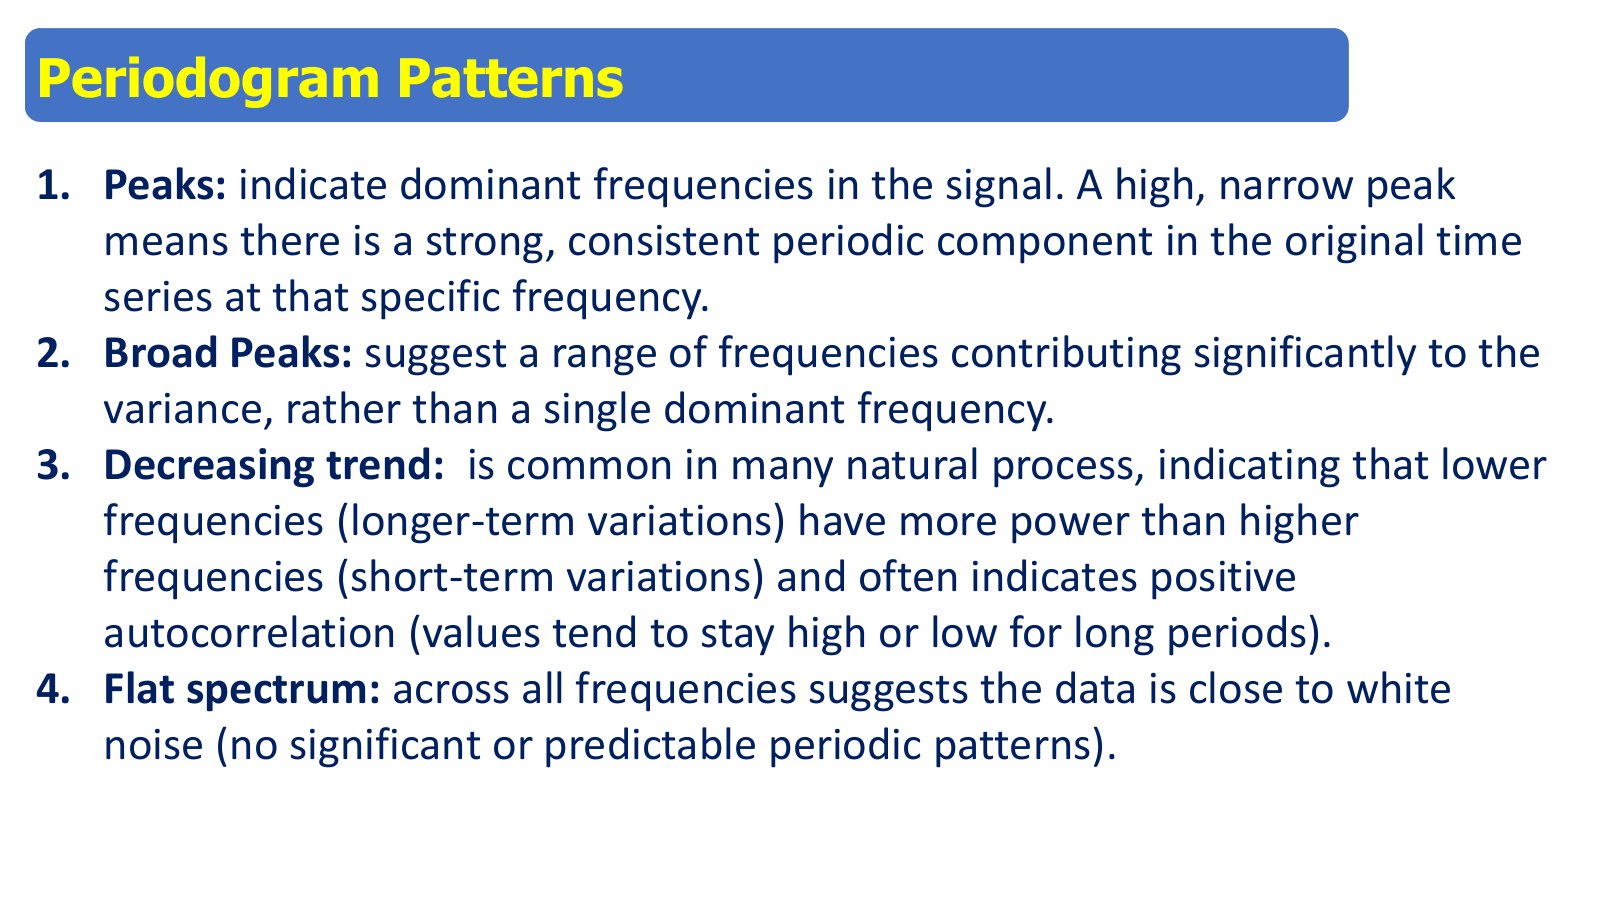 Periodogram Patterns
1. Peaks: indicate dominant frequencies in the signal. A high, narrow peak
means there is a strong, consistent periodic component in the original time
series at that specific frequency.
2. Broad Peaks: suggest a range of frequencies contributing significantly to the
variance, rather than a single dominant frequency.
3. Decreasing trend: is common in many natural process, indicating that lower
frequencies (longer-term variations) have more power than higher
frequencies (short-term variations) and often indicates positive
autocorrelation (values tend to stay high or low for long periods).
4. Flat spectrum: across all frequencies suggests the data is close to white
noise (no significant or predictable periodic patterns).